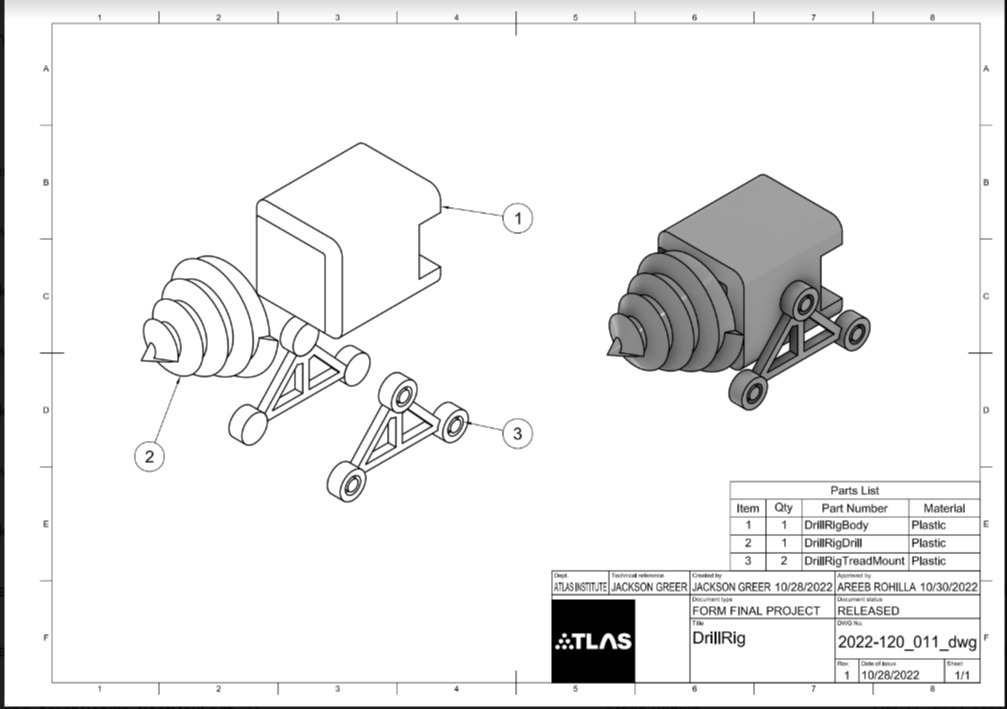 1 2 3 4 5 6 7 8
A A
B B
1
C C
D D
3
2
Parts List
Item Qty Part Number Material
E E
1 1 DrillRigBody Plastic
2 1 DrillRigDrill Plastic
3 2 DrillRigTreadMount Plastic
Dept. Technical reference Created by Approved by
ATLAS INSTITUTE JACKSON GREER JACKSON GREER 10/28/2022 AREEB ROHILLA 10/30/2022
Document type Document status
FORM FINAL PROJECT RELEASED
Title DWG No.
F F
ATLAS DrillRig 2022-120_011_dwg
Rev. Date of issue Sheet
1 10/28/2022 1/1
1 2 3 4 5 6 7 8